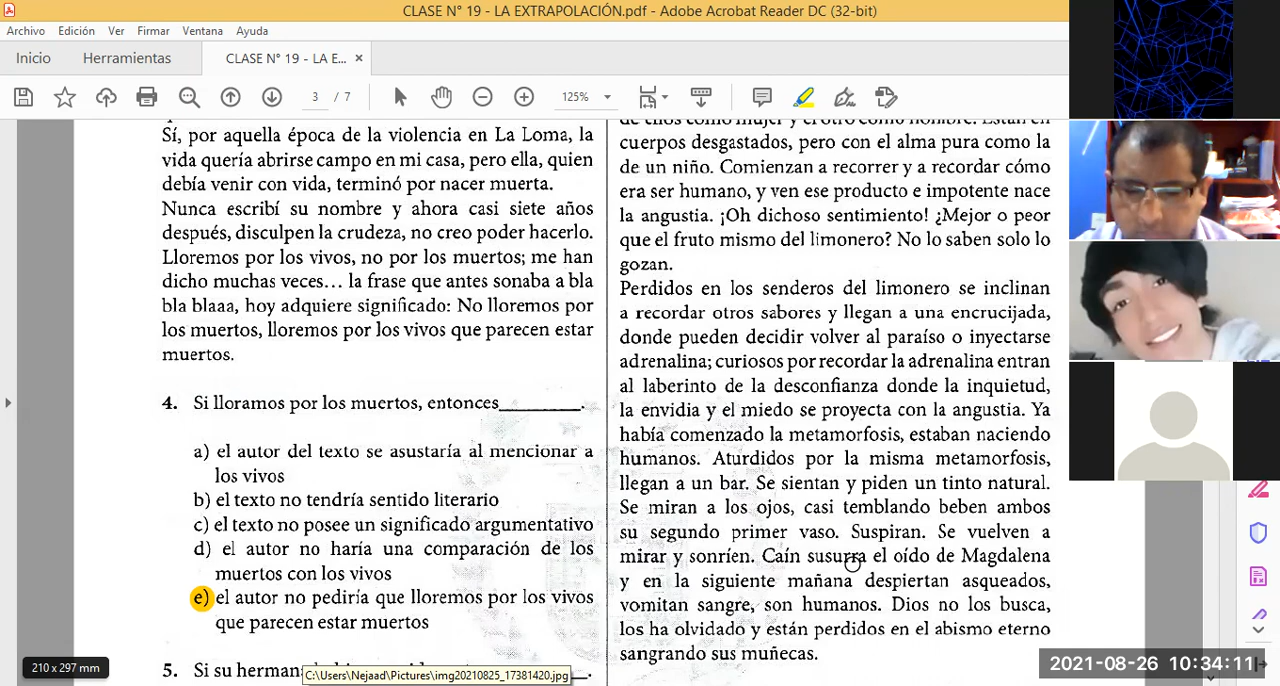 CLASE N° 19 - LA EXTRAPOLACIÓN.pdf - Adobe Acrobat Reader DC (32-bit)
Archivo Edición Ver Firmar Ventana Ayuda
Inicio Herramientas CLASE N° 19 - LA E... ×
3 / 7 125%
Sí, por aquella época de la violencia en La Loma, la
vida quería abrirse campo en mi casa, pero ella, quien
debía venir con vida, terminó por nacer muerta.
Nunca escribí su nombre y ahora casi siete años
después, disculpen la crudeza, no creo poder hacerlo.
Lloremos por los vivos, no por los muertos; me han
dicho muchas veces... la frase que antes sonaba a bla
bla blaaa, hoy adquiere significado: No lloremos por
los muertos, lloremos por los vivos que parecen estar
muertos.
4. Si lloramos por los muertos, entonces_________.
a) el autor del texto se asustaría al mencionar a
los vivos
b) el texto no tendría sentido literario
c) el texto no posee un significado argumentativo
d) el autor no haría una comparación de los
muertos con los vivos
e) el autor no pediría que lloremos por los vivos
que parecen estar muertos
5. Si su herman
de ellos como mujer y el otro como hombre. Están en
cuerpos desgastados, pero con el alma pura como la
de un niño. Comienzan a recorrer y a recordar cómo
era ser humano, y ven ese producto e impotente nace
la angustia. ¡Oh dichoso sentimiento! ¿Mejor o peor
que el fruto mismo del limonero? No lo saben solo lo
gozan.
Perdidos en los senderos del limonero se inclinan
a recordar otros sabores y llegan a una encrucijada,
donde pueden decidir volver al paraíso o inyectarse
adrenalina; curiosos por recordar la adrenalina entran
al laberinto de la desconfianza donde la inquietud,
la envidia y el miedo se proyecta con la angustia. Ya
había comenzado la metamorfosis, estaban naciendo
humanos. Aturdidos por la misma metamorfosis,
llegan a un bar. Se sientan y piden un tinto natural.
Se miran a los ojos, casi temblando beben ambos
su segundo primer vaso. Suspiran. Se vuelven a
mirar y sonríen. Caín susurra el oído de Magdalena
y en la siguiente mañana despiertan asqueados,
vomitan sangre, son humanos. Dios no los busca,
los ha olvidado y están perdidos en el abismo eterno
sangrando sus muñecas.
210 x 297 mm
C:\Users\Nejaad\Pictures\img20210825_17381420.jpg
2021-08-26 10:34:11